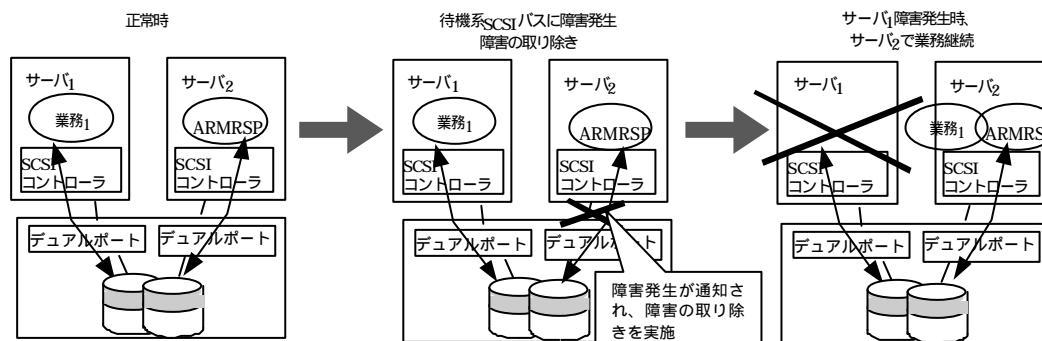 正常時
サーバ1
業務1
SCSI
コントローラ
サーバ2
ARMRSP
SCSI
コントローラ
デュアルポート
デュアルポート
待機系SCSIバスに障害発生
障害の取り除き
サーバ1
業務1
SCSI
コントローラ
サーバ2
ARMRSP
SCSI
コントローラ
デュアルポート
デュアルポート
障害発生が通知さ
れ、障害の取り除
きを実施
サーバ1障害発生時、
サーバ2で業務継続
サーバ1
SCSI
コントローラ
サーバ2
業務1
ARMRS
SCSI
コントローラ
デュアルポート
デュアルポート